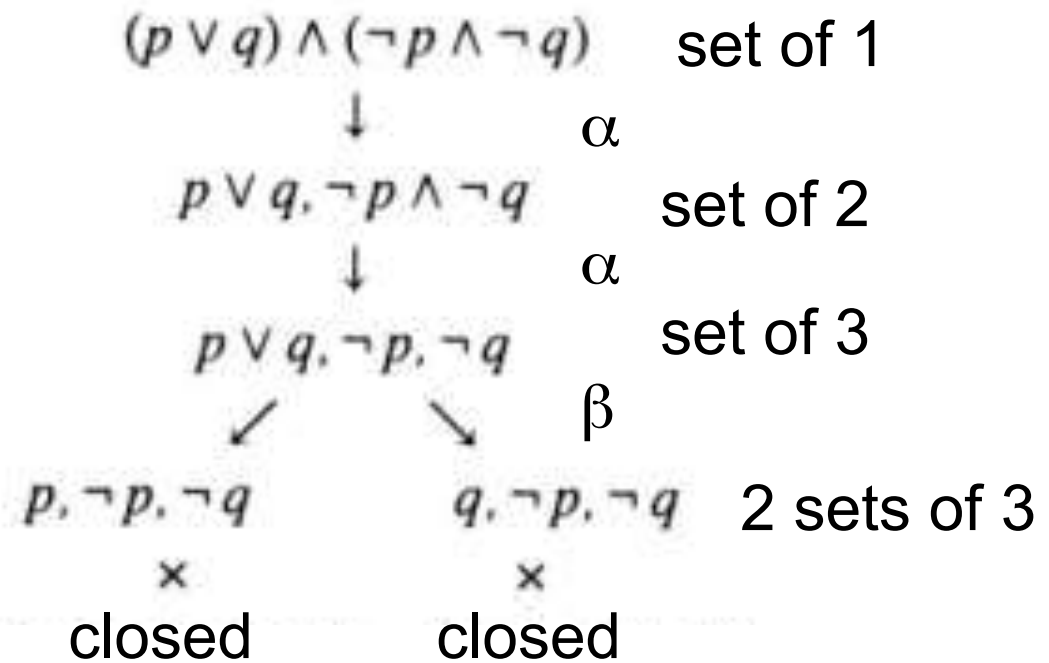 (p ∨ q) ∧ (¬p ∧ ¬q) set of 1
↓ α
p ∨ q, ¬p ∧ ¬q set of 2
↓ α
p ∨ q, ¬p, ¬q set of 3
↙ ↘ β
p, ¬p, ¬q q, ¬p, ¬q 2 sets of 3
× ×
closed closed